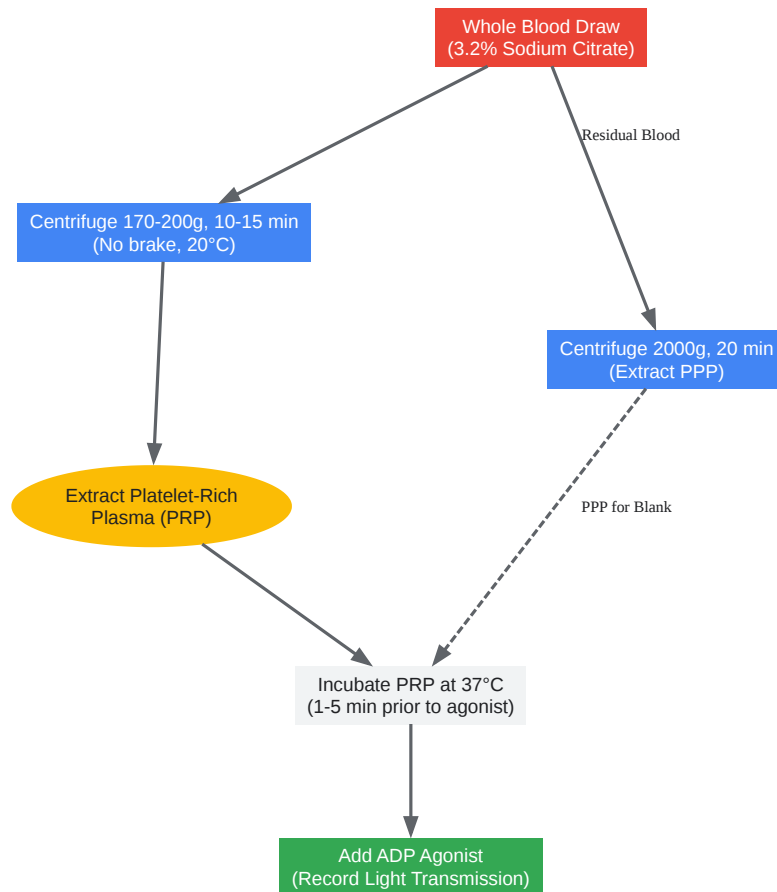 Whole Blood Draw
(3.2% Sodium Citrate)
Residual Blood
Centrifuge 170-200g, 10-15 min
(No brake, 20°C)
Centrifuge 2000g, 20 min
(Extract PPP)
Extract Platelet-Rich
Plasma (PRP)
PPP for Blank
Incubate PRP at 37°C
(1-5 min prior to agonist)
Add ADP Agonist
(Record Light Transmission)